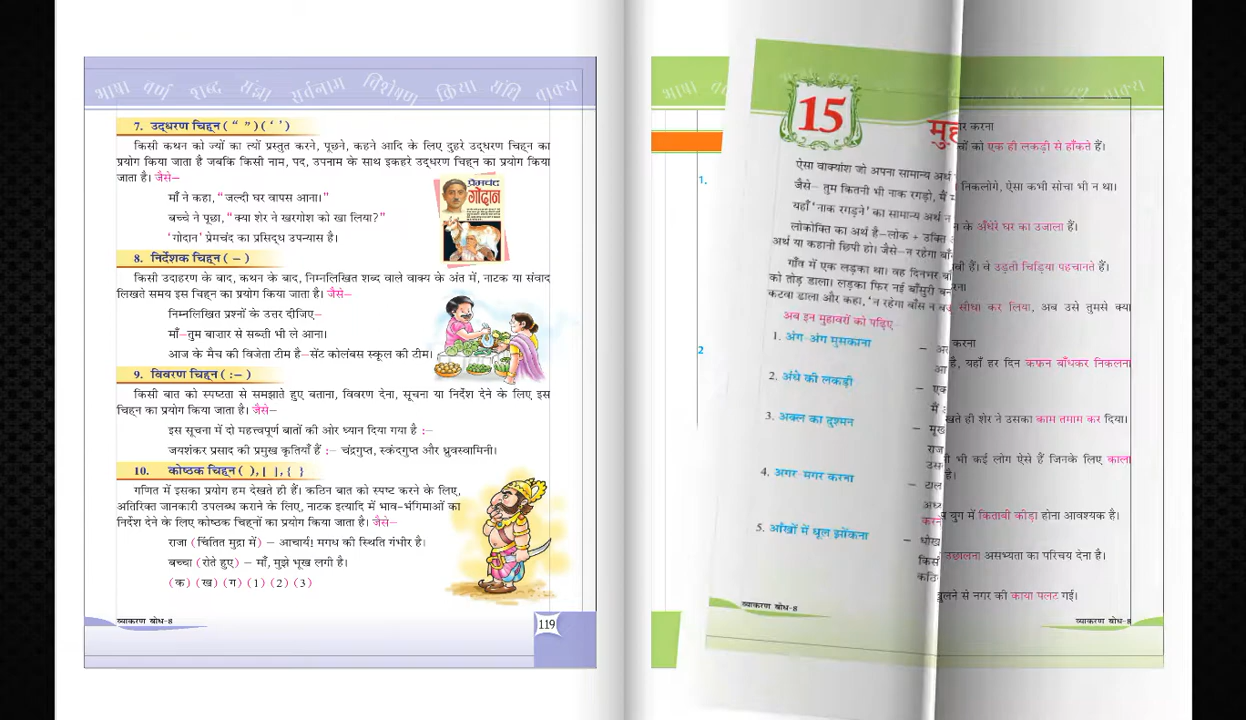 भाषा वर्ण शब्द संज्ञा सर्वनाम विशेषण क्रिया संधि वाक्य
7. उद्धरण चिह्न ( “ ” ) ( ‘ ’ )
किसी कथन को ज्यों का त्यों प्रस्तुत करने, पूछने, कहने आदि के लिए दुहरे उद्धरण चिह्न का
प्रयोग किया जाता है जबकि किसी नाम, पद, उपनाम के साथ इकहरे उद्धरण चिह्न का प्रयोग किया
जाता है। जैसे–
माँ ने कहा, “जल्दी घर वापस आना।”
बच्चे ने पूछा, “क्या शेर ने खरगोश को खा लिया?”
‘गोदान’ प्रेमचंद का प्रसिद्ध उपन्यास है।
प्रेमचंद
गोदान
8. निर्देशक चिह्न ( – )
किसी उदाहरण के बाद, कथन के बाद, निम्नलिखित शब्द वाले वाक्य के अंत में, नाटक या संवाद
लिखते समय इस चिह्न का प्रयोग किया जाता है। जैसे–
निम्नलिखित प्रश्नों के उत्तर दीजिए–
माँ–तुम बाज़ार से सब्ज़ी भी ले आना।
आज के मैच की विजेता टीम है–सेंट कोलंबस स्कूल की टीम।
9. विवरण चिह्न ( :– )
किसी बात को स्पष्टता से समझाते हुए बताना, विवरण देना, सूचना या निर्देश देने के लिए इस
चिह्न का प्रयोग किया जाता है। जैसे–
इस सूचना में दो महत्त्वपूर्ण बातों की ओर ध्यान दिया गया है :–
जयशंकर प्रसाद की प्रमुख कृतियाँ हैं :– चंद्रगुप्त, स्कंदगुप्त और ध्रुवस्वामिनी।
10. कोष्ठक चिह्न ( ), [ ], { }
गणित में इसका प्रयोग हम देखते ही हैं। कठिन बात को स्पष्ट करने के लिए,
अतिरिक्त जानकारी उपलब्ध कराने के लिए, नाटक इत्यादि में भाव-भंगिमाओं का
निर्देश देने के लिए कोष्ठक चिह्नों का प्रयोग किया जाता है। जैसे–
राजा (चिंतित मुद्रा में) – आचार्य! मगध की स्थिति गंभीर है।
बच्चा (रोते हुए) – माँ, मुझे भूख लगी है।
(क) (ख) (ग) (1) (2) (3)
व्याकरण बोध-8
119
भाषा
1.
2
15
ऐसा वाक्यांश जो अपना सामान्य अर्थ
जैसे– तुम कितनी भी नाक रगड़ो, मैं
यहाँ ‘नाक रगड़ने’ का सामान्य अर्थ
लोकोक्ति का अर्थ है–लोक + उक्ति
अर्थ या कहानी छिपी हो। जैसे–न रहेगा
गाँव में एक लड़का था। वह दिनभर
को तोड़ डाला। लड़का फिर नई बाँसुरी
कटवा डाला और कहा, ‘न रहेगा बाँस न
अब इन मुहावरों को पढ़िए–
1. अंग-अंग मुसकाना –
2. अंधे की लकड़ी –
3. अक्ल का दुश्मन –
4. अगर-मगर करना –
5. आँखों में धूल झोंकना –
व्याकरण बोध-8
करना
को एक ही लकड़ी से हाँकते हैं।
निकलोगे, ऐसा कभी सोचा भी न था।
के अँधेरे घर का उजाला हैं।
हैं। वे उड़ती चिड़िया पहचानते हैं।
सीधा कर लिया, अब उसे तुमसे क्या
करना
है, यहाँ हर दिन कफ़न बाँधकर निकलना
ही शेर ने उसका काम तमाम कर दिया।
भी कई लोग ऐसे हैं जिनके लिए काला
है।
युग में किताबी कीड़ा होना आवश्यक है।
उछालना असभ्यता का परिचय देना है।
खुलने से नगर की काया पलट गई।
व्याकरण बोध-8